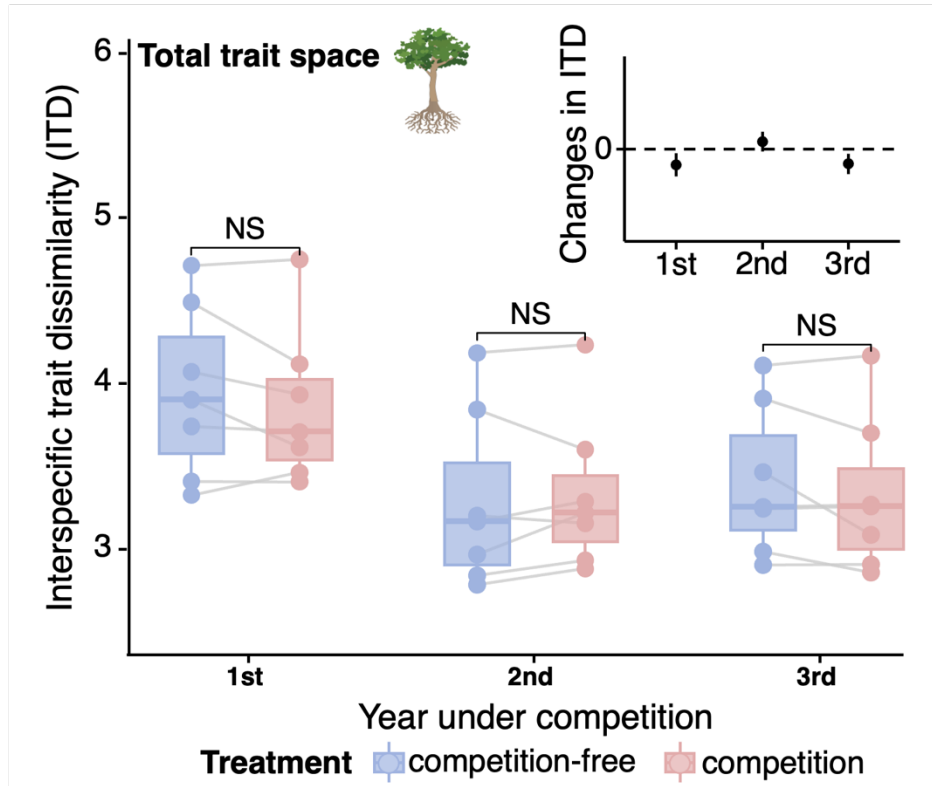 Total trait space
Interspecific trait dissimilarity (ITD)
6
5
4
3
NS
NS
NS
Changes in ITD
0
1st 2nd 3rd
1st 2nd 3rd
Year under competition
Treatment competition-free competition